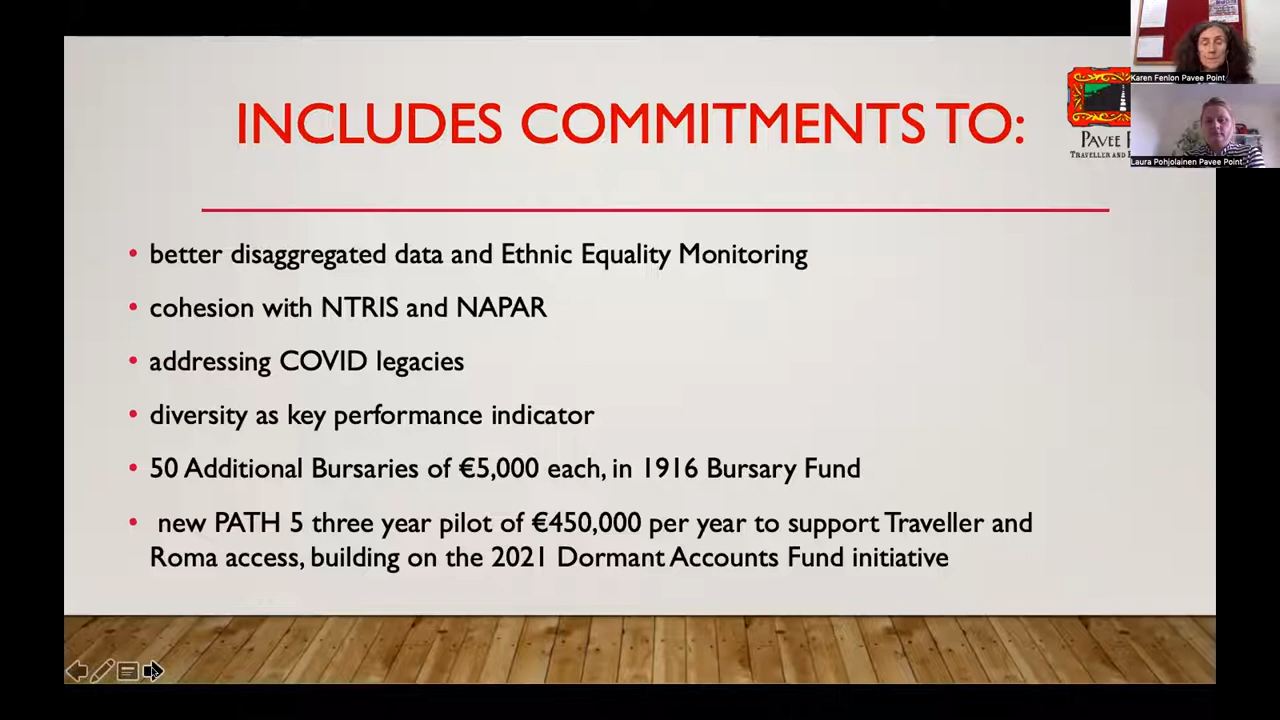 INCLUDES COMMITMENTS TO:
Karen Fenlon Pavee Point
PAVEE
TRAVELLER AND
Laura Pohjolainen Pavee Point
• better disaggregated data and Ethnic Equality Monitoring
• cohesion with NTRIS and NAPAR
• addressing COVID legacies
• diversity as key performance indicator
• 50 Additional Bursaries of €5,000 each, in 1916 Bursary Fund
• new PATH 5 three year pilot of €450,000 per year to support Traveller and
Roma access, building on the 2021 Dormant Accounts Fund initiative